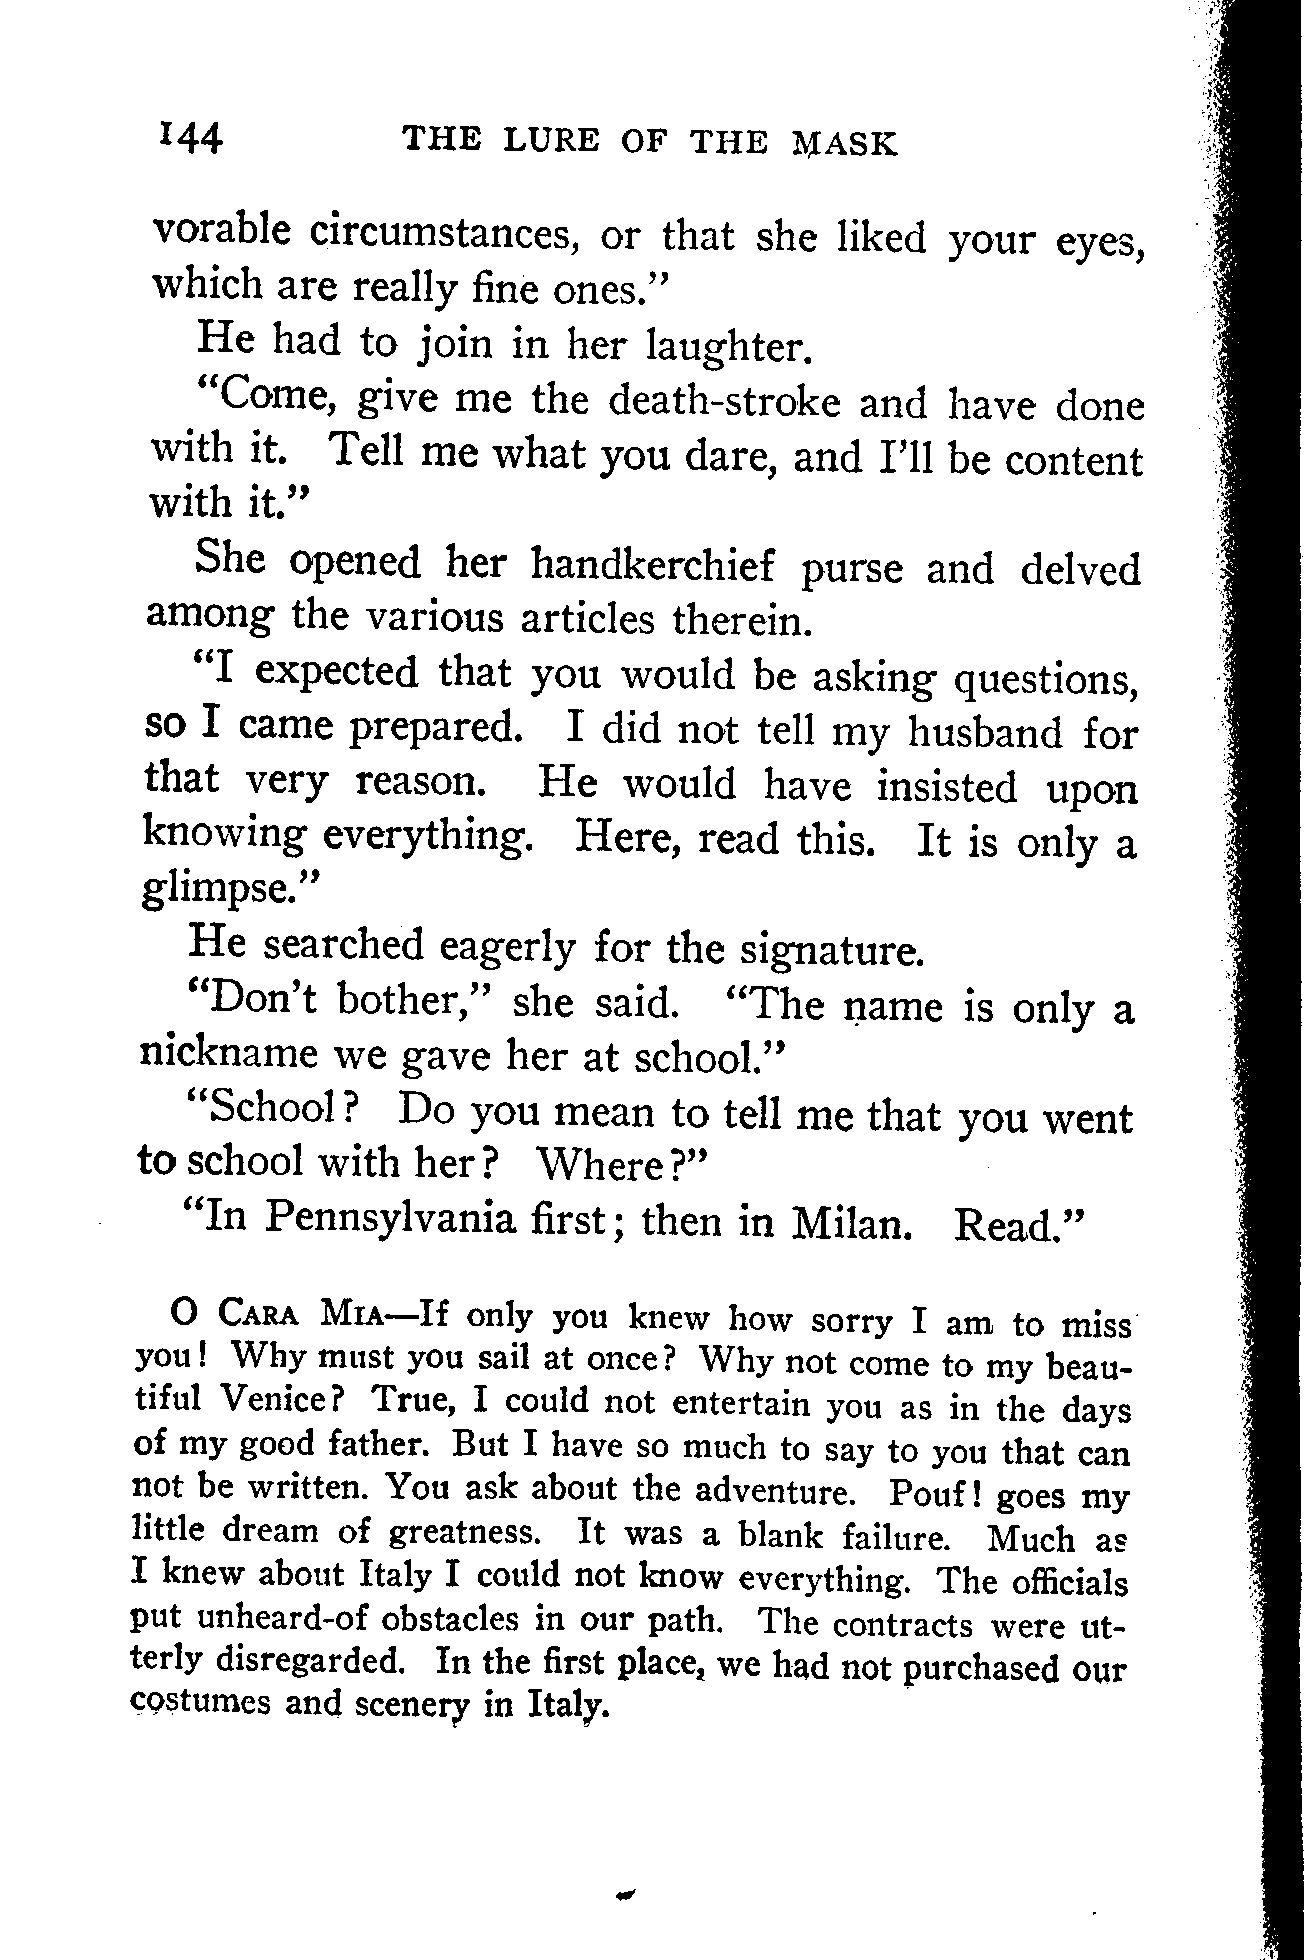 144 THE LURE OF THE MASK
vorable circumstances, or that she liked your eyes,
which are really fine ones."
He had to join in her laughter.
"Come, give me the death-stroke and have done
with it. Tell me what you dare, and I'll be content
with it."
She opened her handkerchief purse and delved
among the various articles therein.
"I expected that you would be asking questions,
so I came prepared. I did not tell my husband for
that very reason. He would have insisted upon
knowing everything. Here, read this. It is only a
glimpse."
He searched eagerly for the signature.
"Don't bother," she said. "The name is only a
nickname we gave her at school."
"School? Do you mean to tell me that you went
to school with her? Where?"
"In Pennsylvania first; then in Milan. Read."
O CARA MIA—If only you knew how sorry I am to miss
you! Why must you sail at once? Why not come to my beau-
tiful Venice? True, I could not entertain you as in the days
of my good father. But I have so much to say to you that can
not be written. You ask about the adventure. Pouf! goes my
little dream of greatness. It was a blank failure. Much as
I knew about Italy I could not know everything. The officials
put unheard-of obstacles in our path. The contracts were ut-
terly disregarded. In the first place, we had not purchased our
costumes and scenery in Italy.